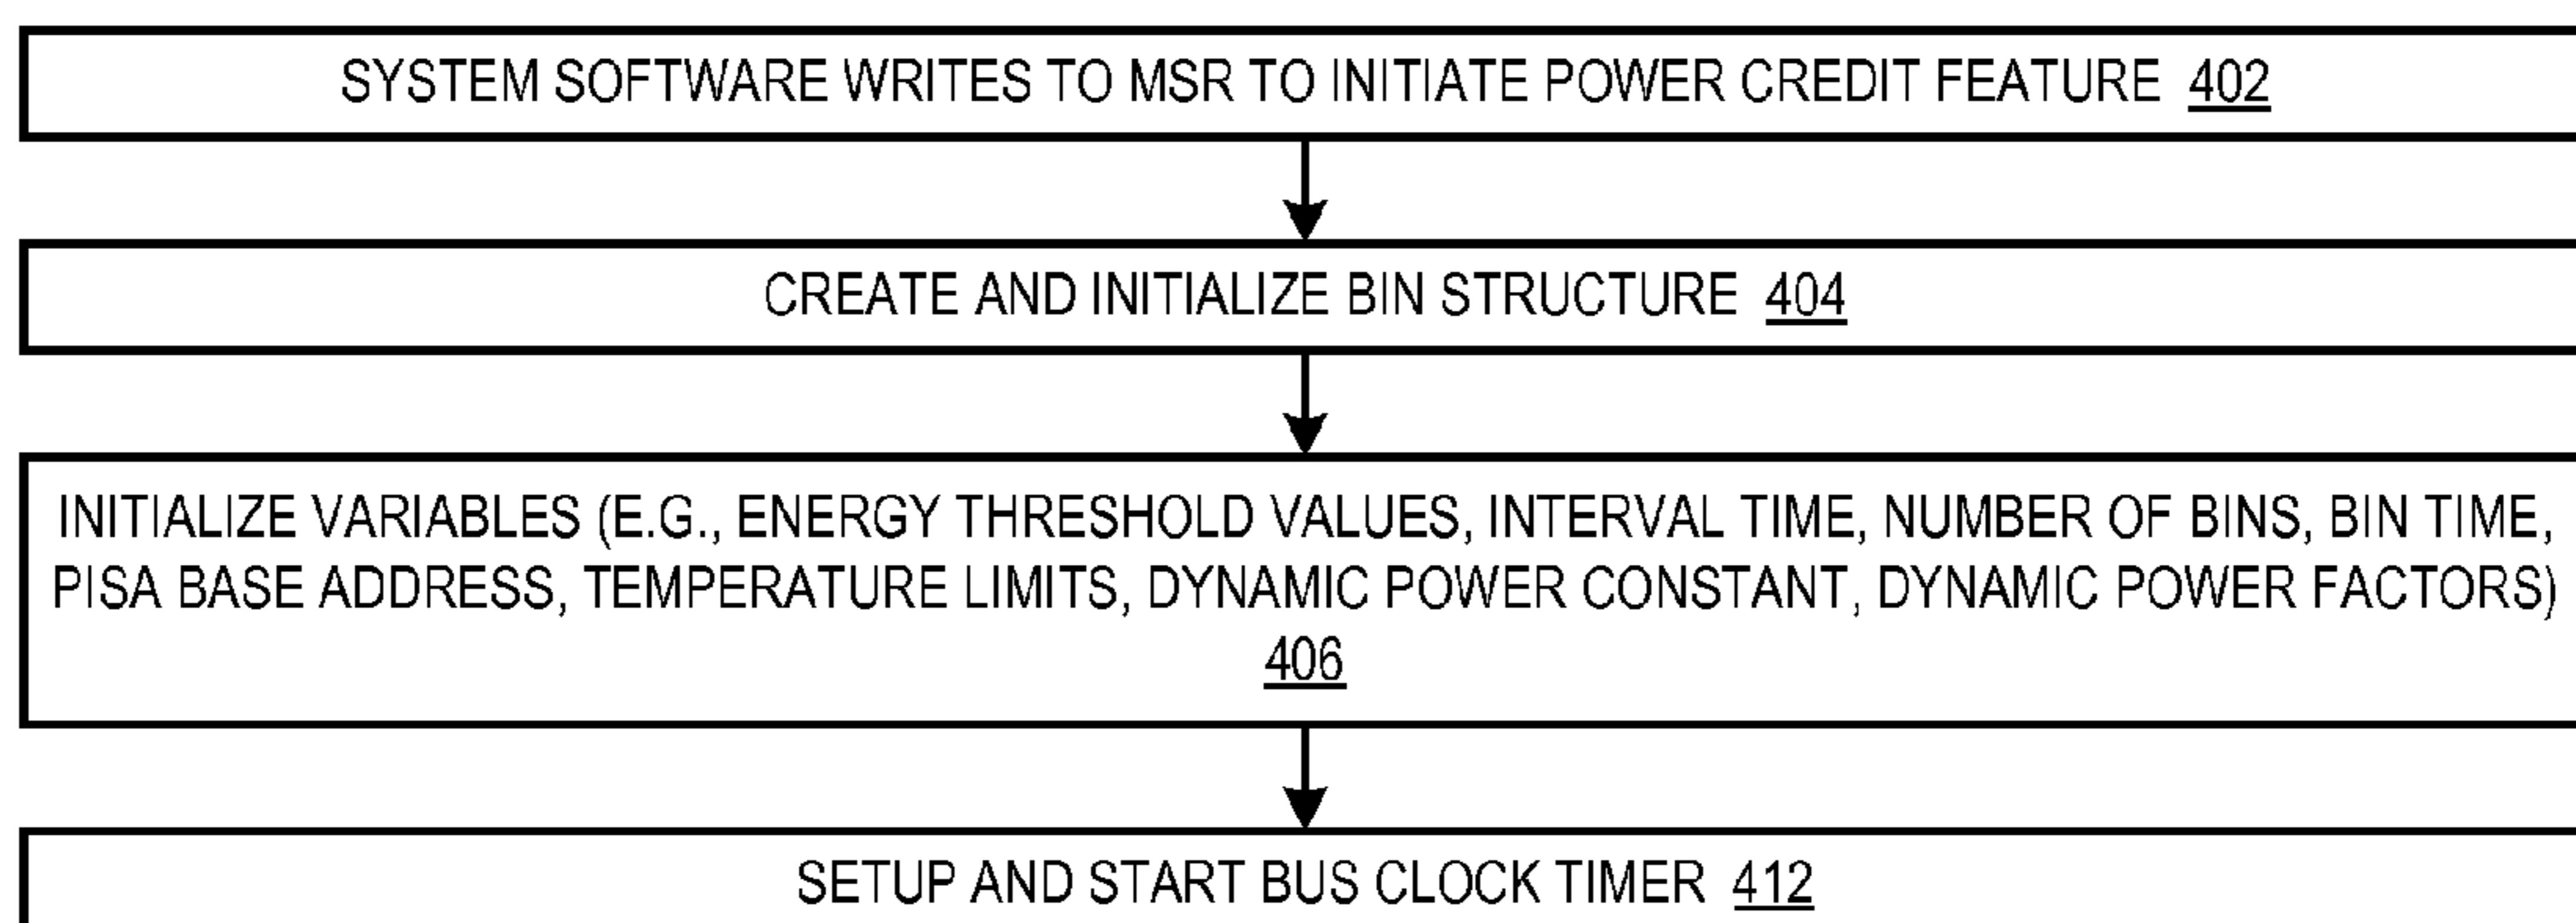 SYSTEM SOFTWARE WRITES TO MSR TO INITIATE POWER CREDIT FEATURE 402
CREATE AND INITIALIZE BIN STRUCTURE 404
INITIALIZE VARIABLES (E.G., ENERGY THRESHOLD VALUES, INTERVAL TIME, NUMBER OF BINS, BIN TIME,
PISA BASE ADDRESS, TEMPERATURE LIMITS, DYNAMIC POWER CONSTANT, DYNAMIC POWER FACTORS)
406
SETUP AND START BUS CLOCK TIMER 412